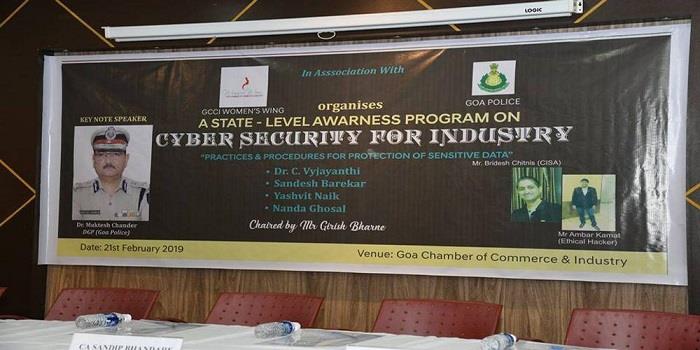 LOGIC
In Asssociation With
GCCI WOMEN'S WING
GOA POLICE
organises
A STATE - LEVEL AWARNESS PROGRAM ON
CYBER SECURITY FOR INDUSTRY
"PRACTICES & PROCEDURES FOR PROTECTION OF SENSITIVE DATA"
KEY NOTE SPEAKER
• Dr. C. Vyjayanthi
• Sandesh Barekar
• Yashvit Naik
• Nanda Ghosal
Mr. Bridesh Chitnis (CISA)
Dr. Muktesh Chander
DGP (Goa Police)
Chaired by Mr Girish Bharne
Mr Ambar Kamat
(Ethical Hacker)
Date: 21st February 2019
Venue: Goa Chamber of Commerce & Industry
CA SANDIP BHANDARE